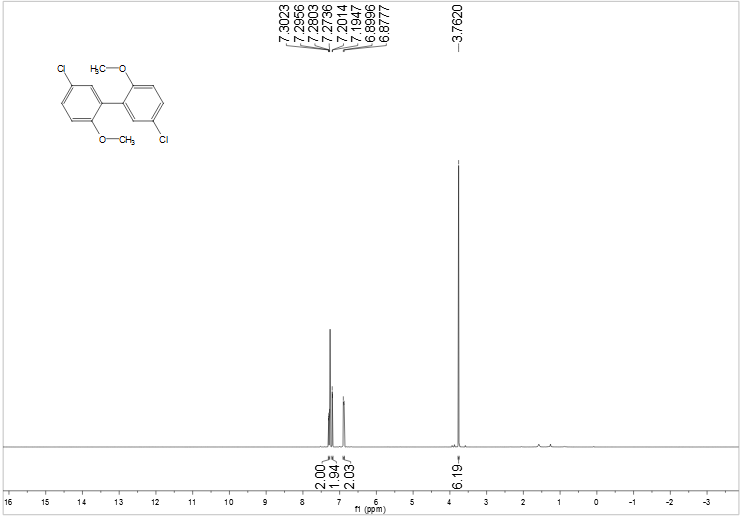 7.3023
7.2956
7.2803
7.2736
7.2014
7.1947
6.8996
6.8777
3.7620
Cl
H₃C
O
O
CH₃
Cl
2.00
1.94
2.03
6.19
16 15 14 13 12 11 10 9 8 7 6 5 4 3 2 1 0 -1 -2 -3
f1 (ppm)